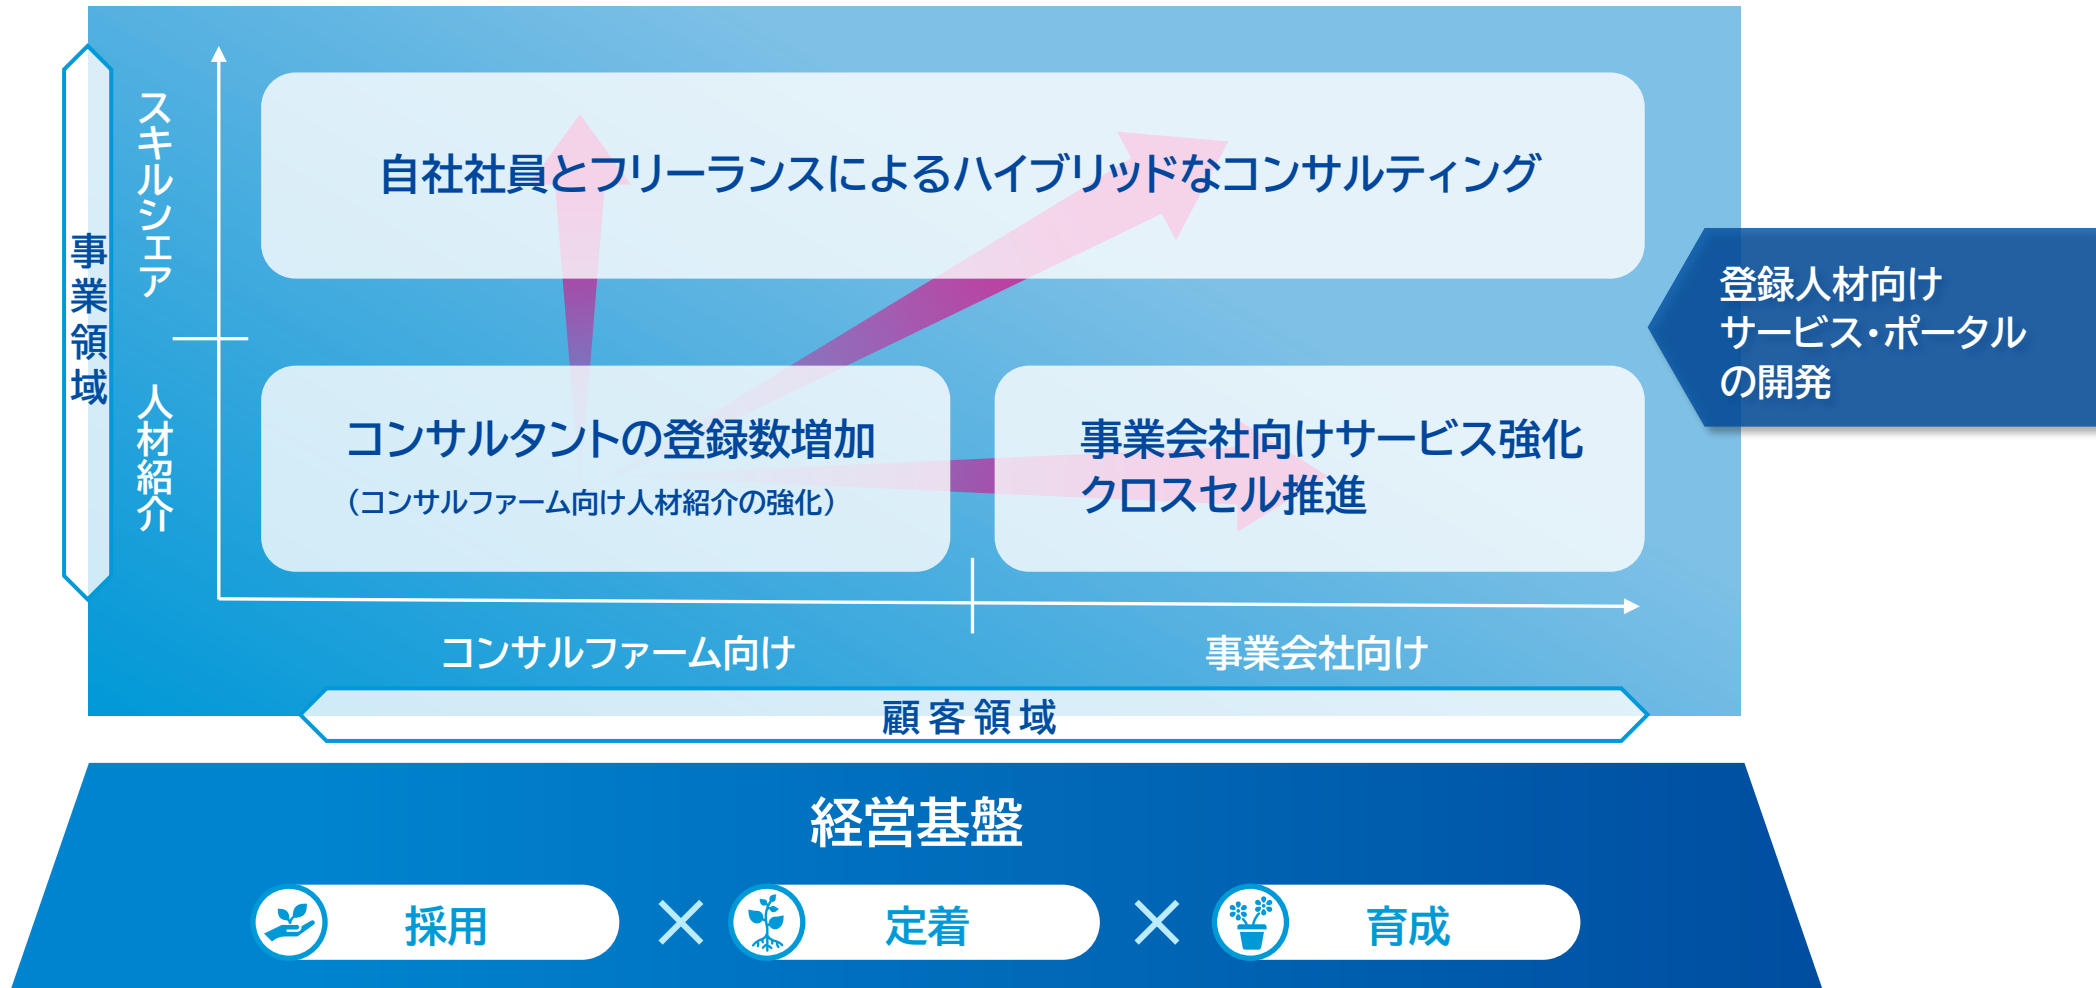 事業領域
スキルシェア
人材紹介
自社社員とフリーランスによるハイブリッドなコンサルティング
コンサルタントの登録数増加
（コンサルファーム向け人材紹介の強化）
事業会社向けサービス強化
クロスセル推進
登録人材向け
サービス・ポータル
の開発
コンサルファーム向け
事業会社向け
顧客領域
経営基盤
採用
×
定着
×
育成